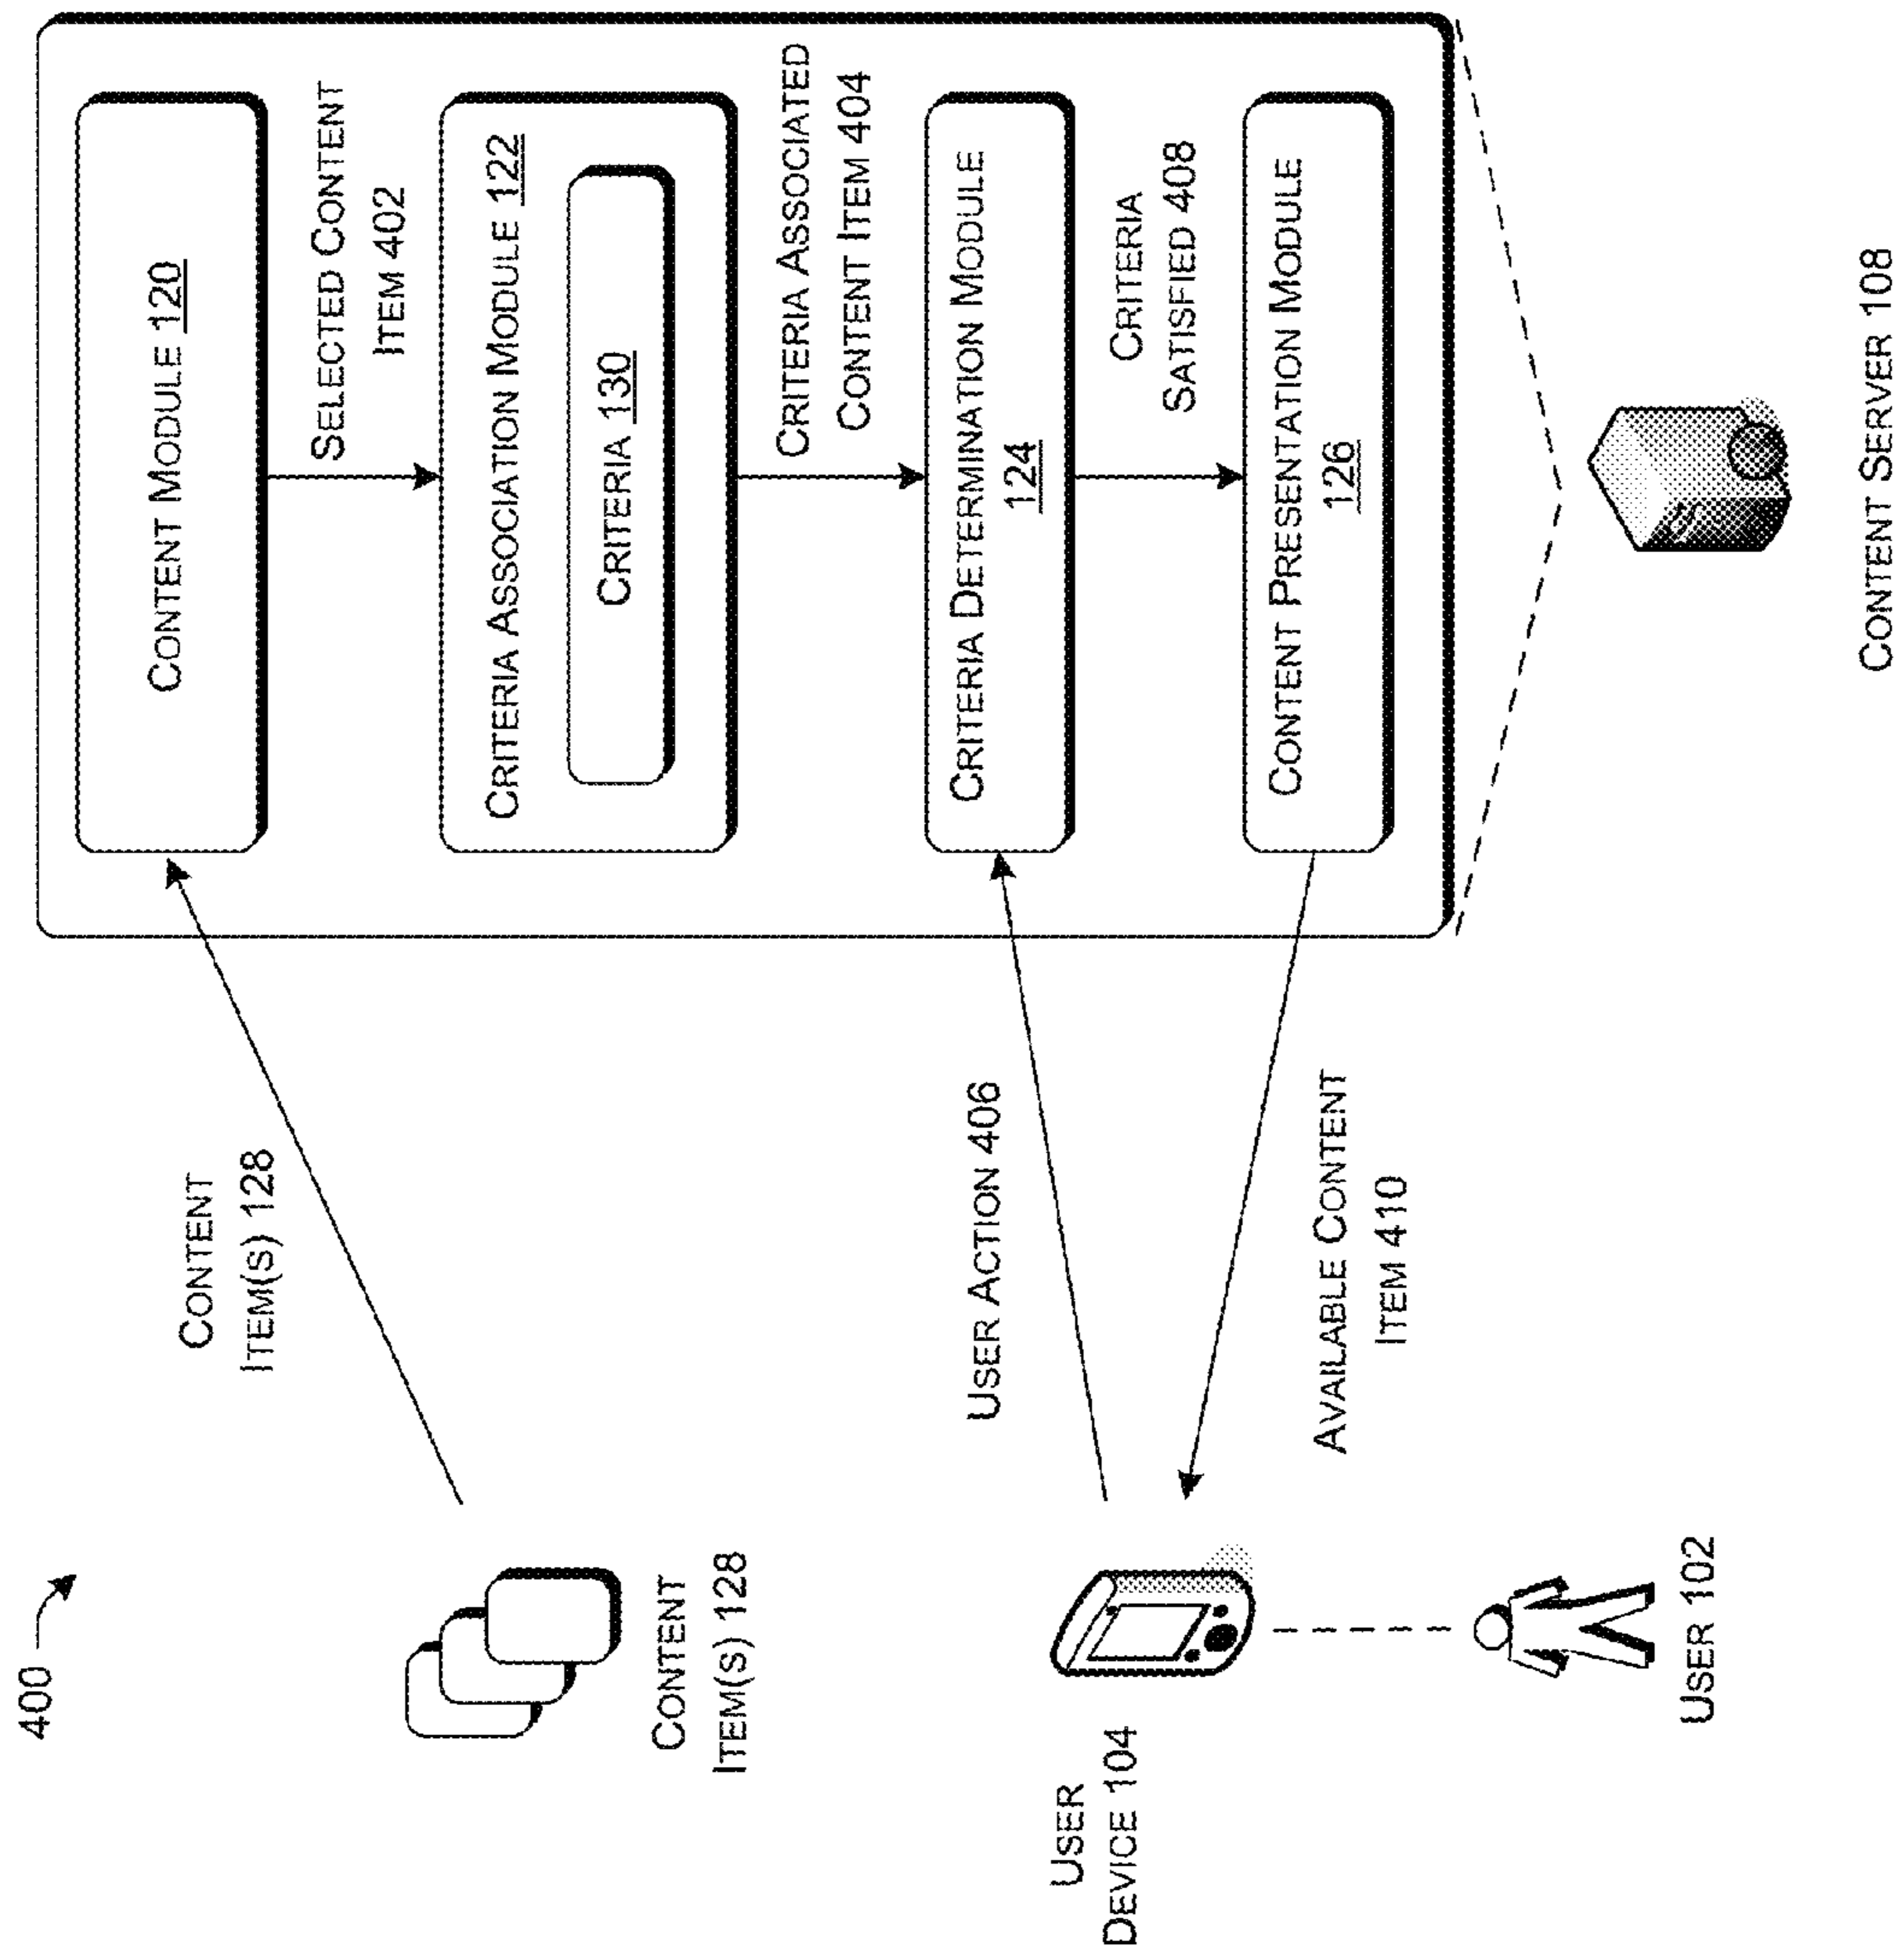 400
CONTENT
ITEM(S) 128
CONTENT
ITEM(S) 128
CONTENT MODULE 120
SELECTED CONTENT
ITEM 402
CRITERIA ASSOCIATION MODULE 122
CRITERIA 130
CRITERIA ASSOCIATED
CONTENT ITEM 404
USER
DEVICE 104
USER ACTION 406
CRITERIA DETERMINATION MODULE
124
CRITERIA
SATISFIED 408
AVAILABLE CONTENT
ITEM 410
CONTENT PRESENTATION MODULE
126
USER 102
CONTENT SERVER 108